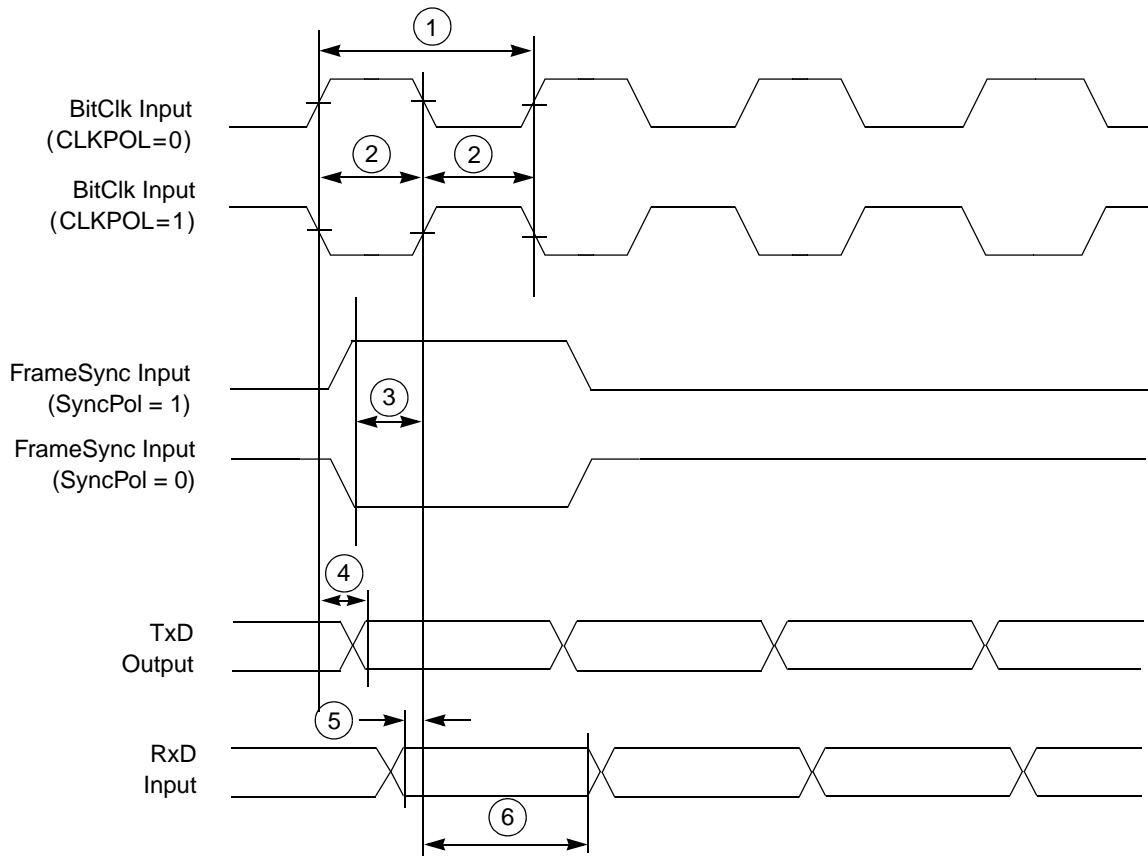 1
BitClk Input
(CLKPOL=0)
2
2
BitClk Input
(CLKPOL=1)
FrameSync Input
(SyncPol = 1)
3
FrameSync Input
(SyncPol = 0)
4
TxD
Output
5
RxD
Input
6